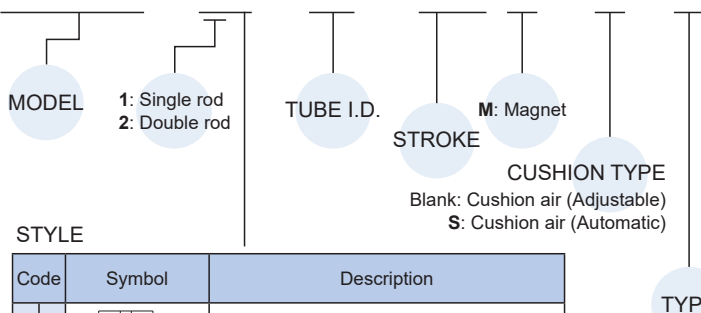 MODEL
1: Single rod
2: Double rod
TUBE I.D.
STROKE
M: Magnet
CUSHION TYPE
Blank: Cushion air (Adjustable)
S: Cushion air (Automatic)
STYLE
Code Symbol Description
TYP